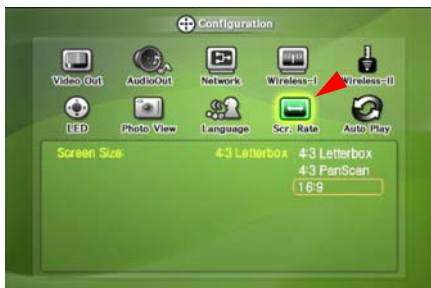 Configuration
Video Out AudioOut Network Wireless-I Wireless-II
LED Photo View Language Scr. Rate Auto Play
Screen Size: 4:3 Letterbox 4:3 Letterbox
4:3 PanScan
16:9